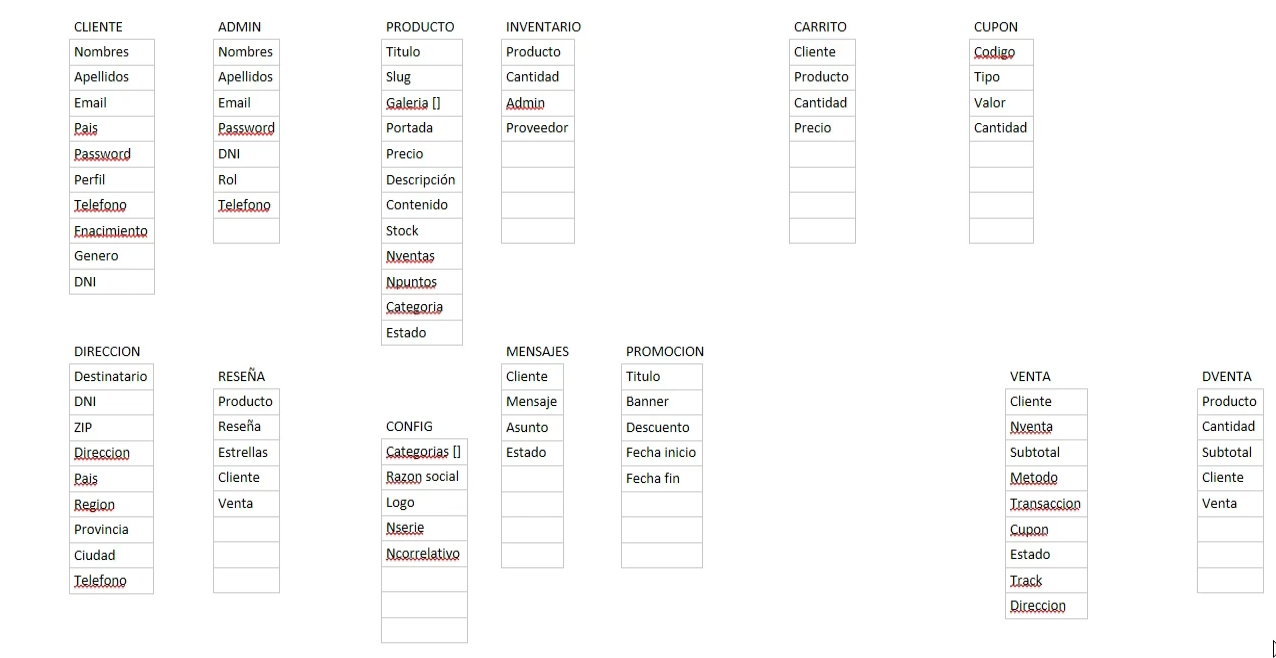 CLIENTE
Nombres
Apellidos
Email
Pais
Password
Perfil
Telefono
Enacimiento
Genero
DNI
ADMIN
Nombres
Apellidos
Email
Password
DNI
Rol
Telefono
PRODUCTO
Titulo
Slug
Galeria []
Portada
Precio
Descripción
Contenido
Stock
Nventas
Npuntos
Categoria
Estado
INVENTARIO
Producto
Cantidad
Admin
Proveedor
CARRITO
Cliente
Producto
Cantidad
Precio
CUPON
Codigo
Tipo
Valor
Cantidad
DIRECCION
Destinatario
DNI
ZIP
Direccion
Pais
Region
Provincia
Ciudad
Telefono
RESEÑA
Producto
Reseña
Estrellas
Cliente
Venta
CONFIG
Categorias []
Razon social
Logo
Nserie
Ncorrelativo
MENSAJES
Cliente
Mensaje
Asunto
Estado
PROMOCION
Titulo
Banner
Descuento
Fecha inicio
Fecha fin
VENTA
Cliente
Nventa
Subtotal
Metodo
Transaccion
Cupon
Estado
Track
Direccion
DVENTA
Producto
Cantidad
Subtotal
Cliente
Venta